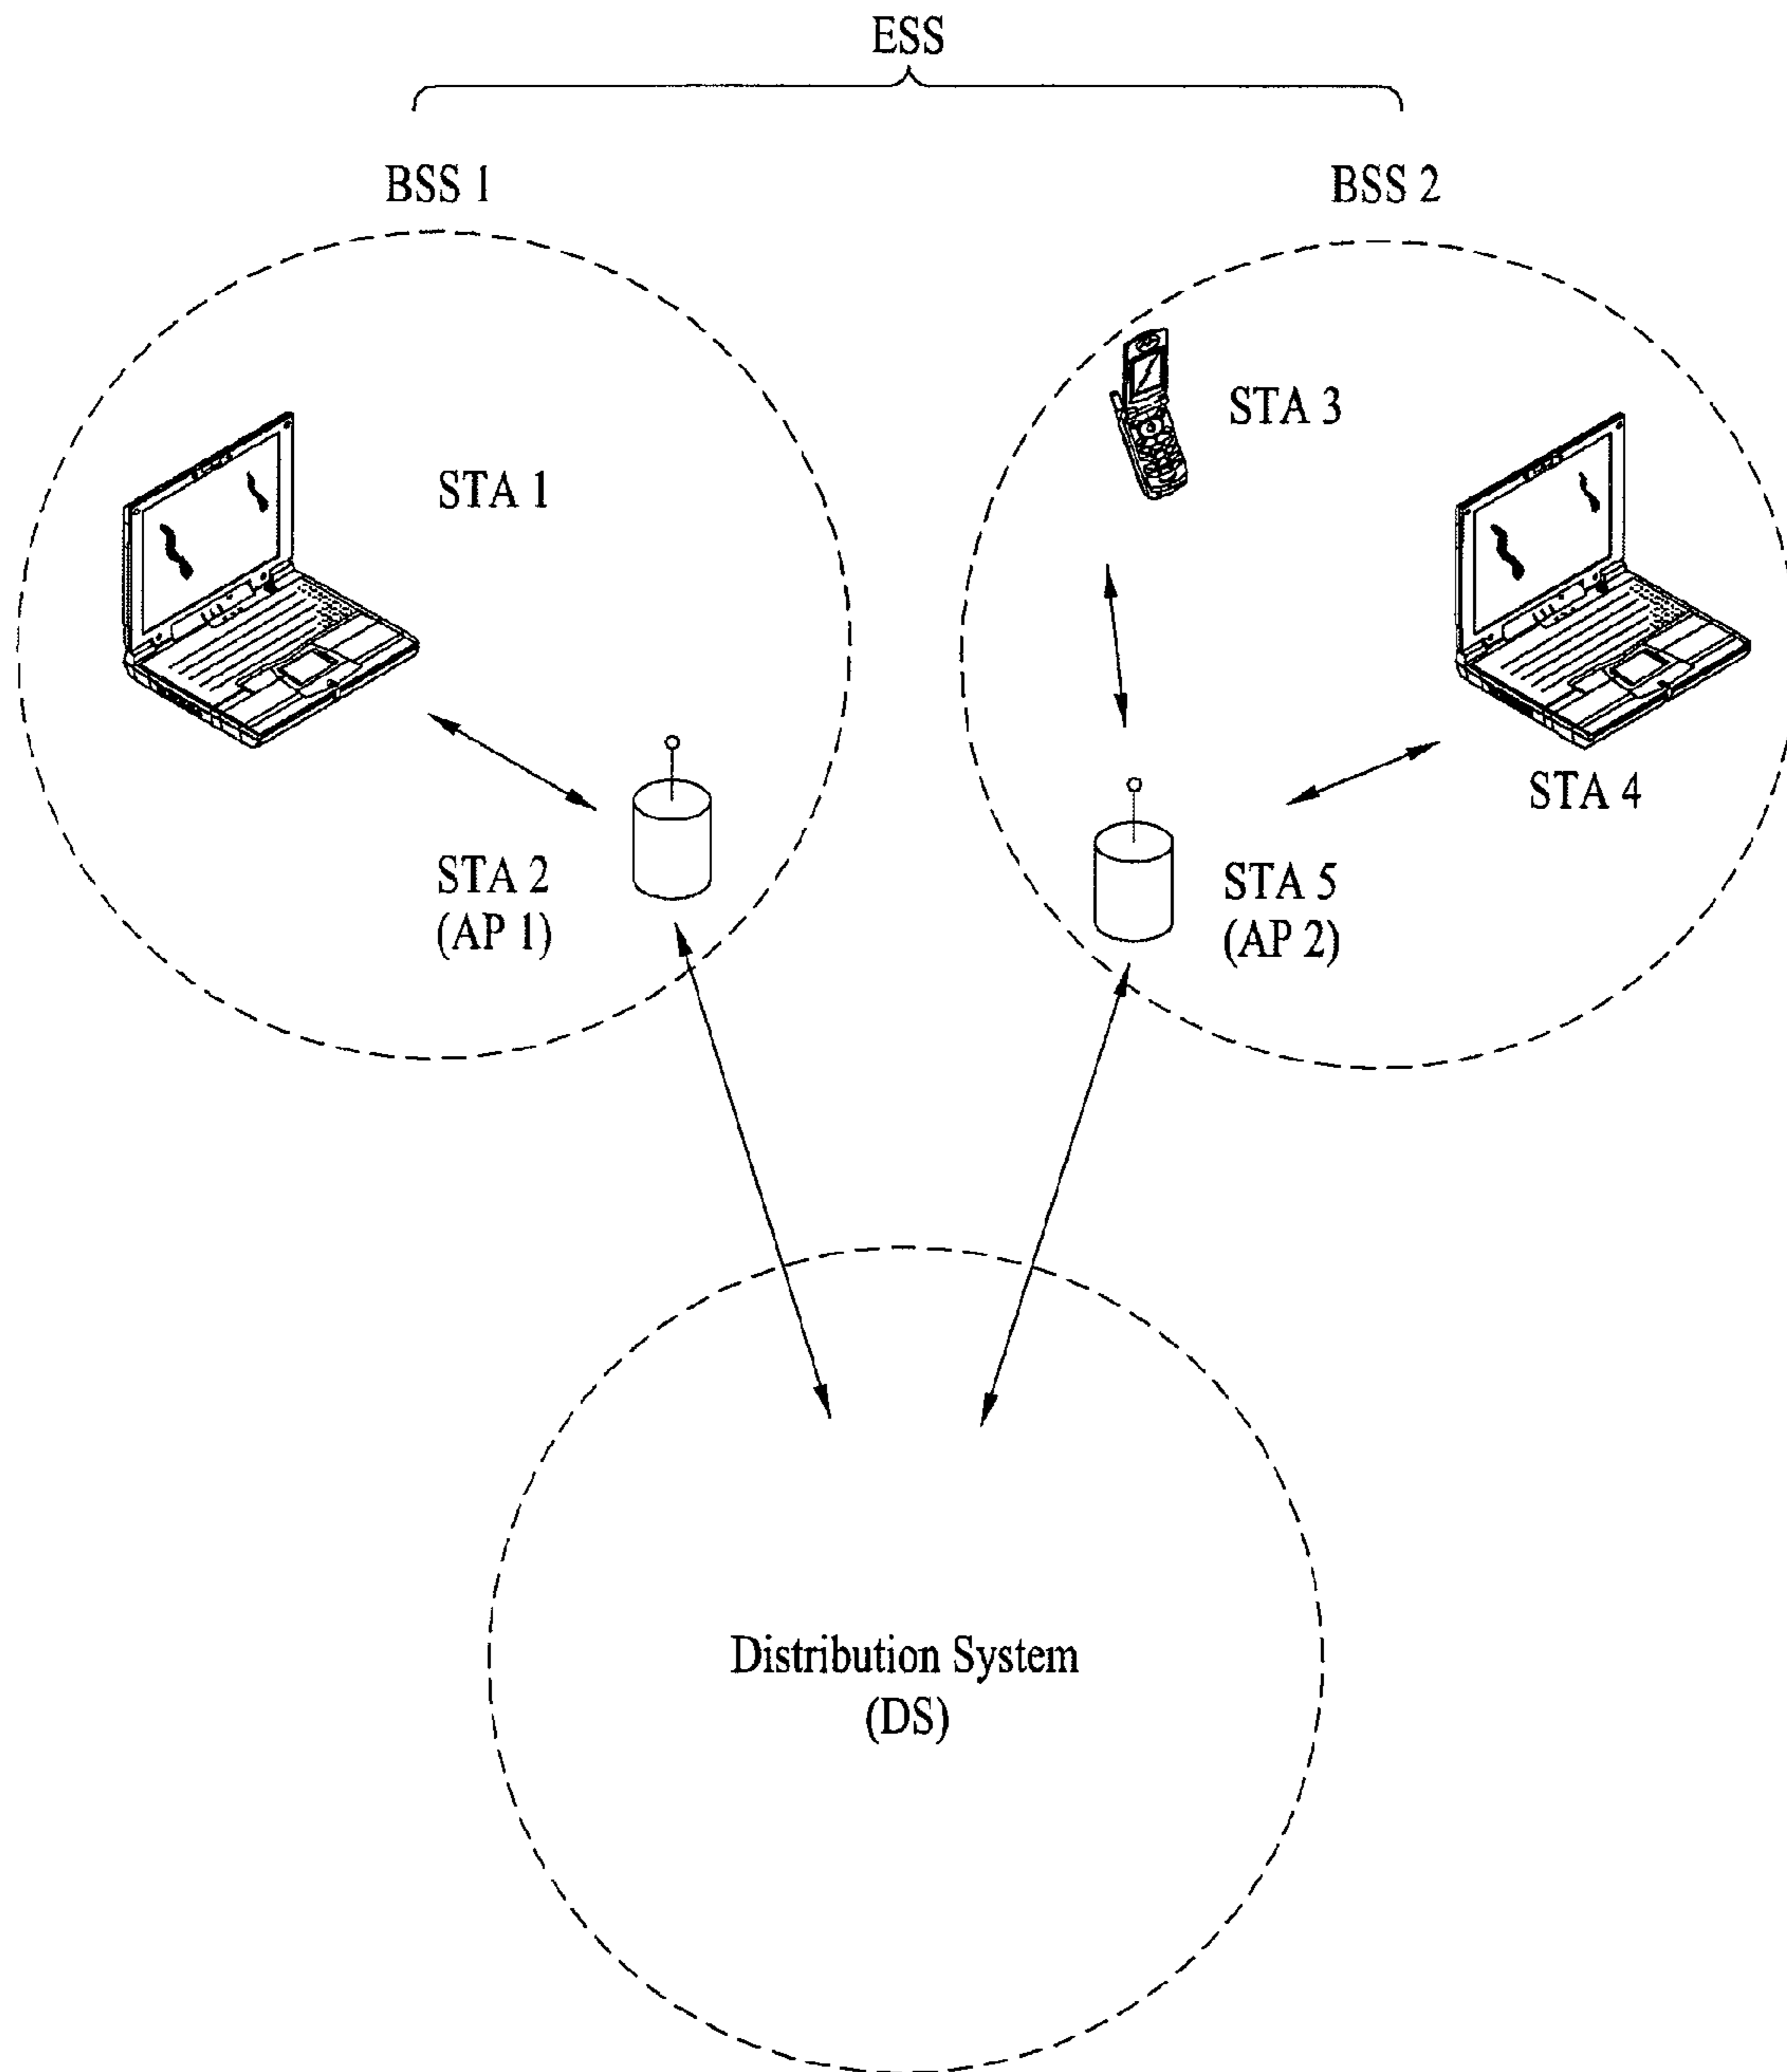 ESS
BSS 1
BSS 2
STA 3
STA 1
STA 4
STA 2
(AP 1)
STA 5
(AP 2)
Distribution System
(DS)